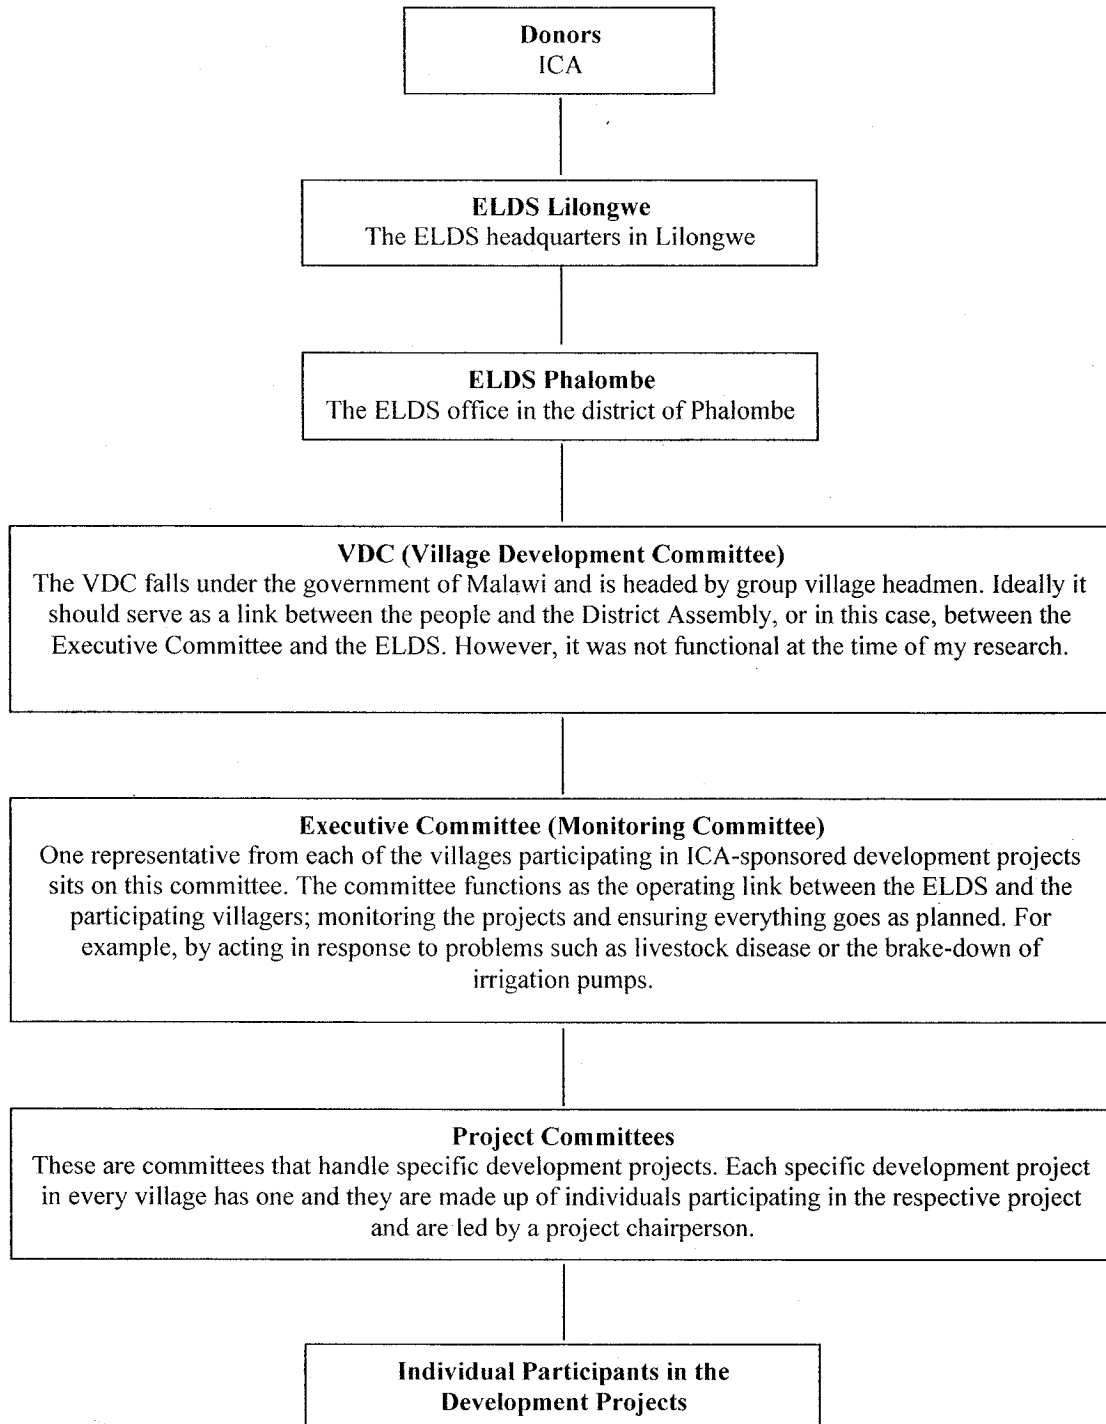 Donors
ICA
ELDS Lilongwe
The ELDS headquarters in Lilongwe
ELDS Phalombe
The ELDS office in the district of Phalombe
VDC (Village Development Committee)
The VDC falls under the government of Malawi and is headed by group village headmen. Ideally it
should serve as a link between the people and the District Assembly, or in this case, between the
Executive Committee and the ELDS. However, it was not functional at the time of my research.
Executive Committee (Monitoring Committee)
One representative from each of the villages participating in ICA-sponsored development projects
sits on this committee. The committee functions as the operating link between the ELDS and the
participating villagers; monitoring the projects and ensuring everything goes as planned. For
example, by acting in response to problems such as livestock disease or the brake-down of
irrigation pumps.
Project Committees
These are committees that handle specific development projects. Each specific development project
in every village has one and they are made up of individuals participating in the respective project
and are led by a project chairperson.
Individual Participants in the
Development Projects